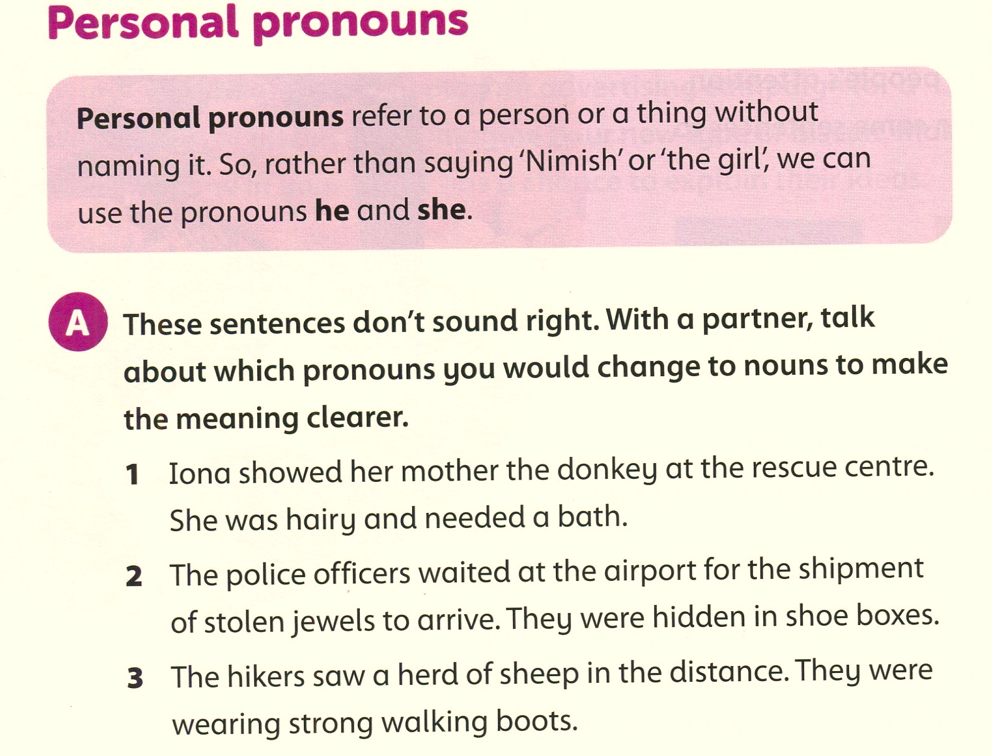 Personal pronouns
Personal pronouns refer to a person or a thing without
naming it. So, rather than saying ‘Nimish’ or ‘the girl’, we can
use the pronouns he and she.
A These sentences don’t sound right. With a partner, talk
about which pronouns you would change to nouns to make
the meaning clearer.
1 Iona showed her mother the donkey at the rescue centre.
She was hairy and needed a bath.
2 The police officers waited at the airport for the shipment
of stolen jewels to arrive. They were hidden in shoe boxes.
3 The hikers saw a herd of sheep in the distance. They were
wearing strong walking boots.